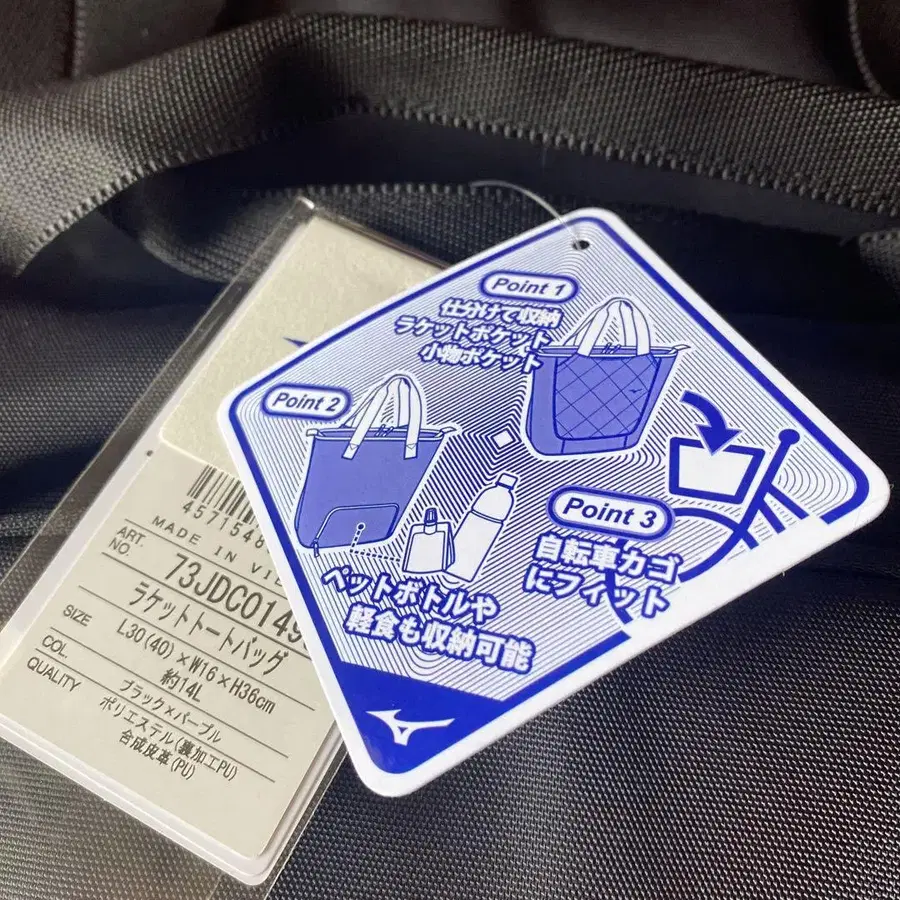 Point 1
仕分けて収納
ラケットポケット
小物ポケット
Point 2
ペットボトルや
軽食も収納可能
Point 3
自転車カゴ
にフィット
4571548
MADE IN VIE
ART. NO.
73JDC0149
ラケットトートバッグ
SIZE L30(40)×W16×H36cm
約14L
COL. ブラック×パープル
QUALITY ポリエステル(裏加工PU)
合成皮革(PU)